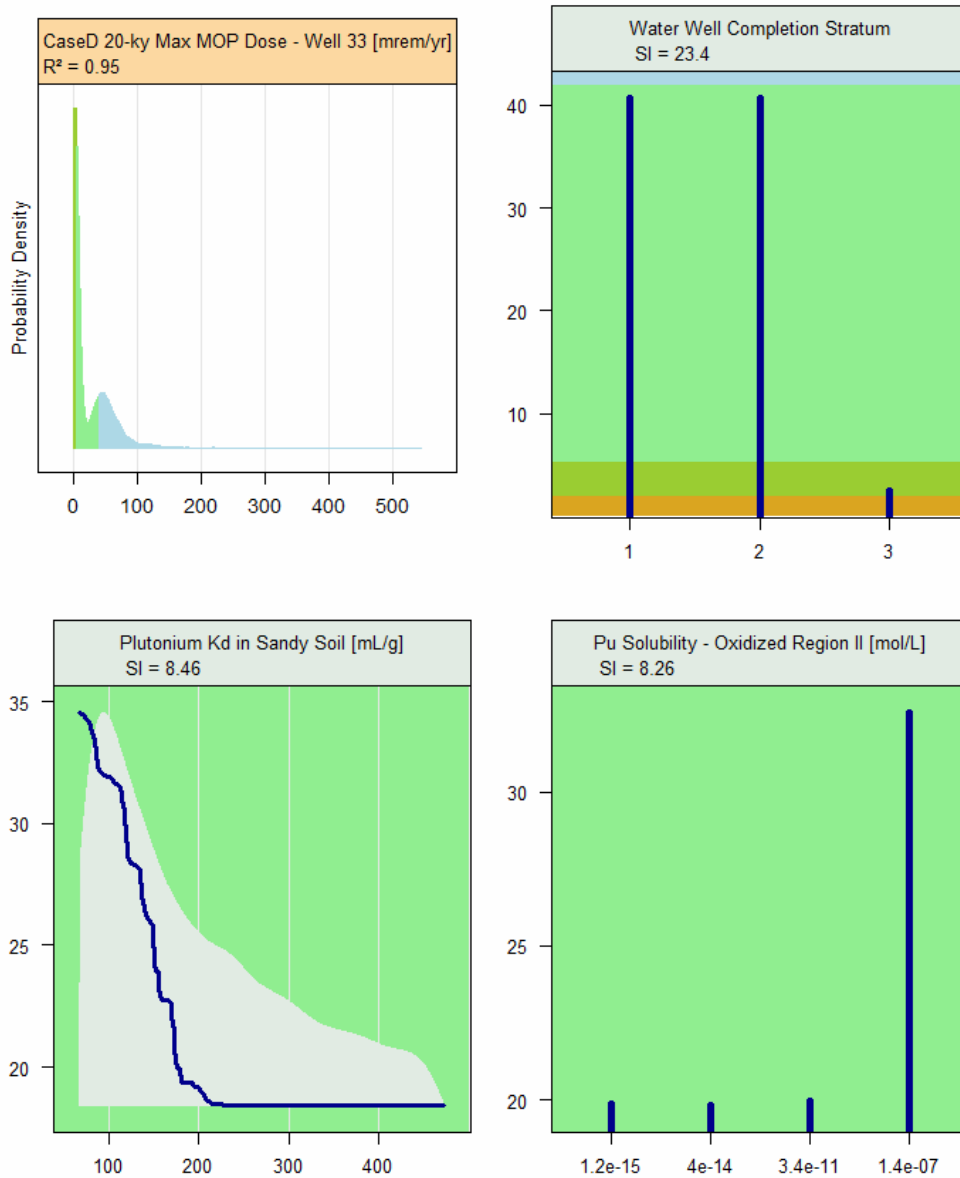 CaseD 20-ky Max MOP Dose - Well 33 [mrem/yr]
R² = 0.95
Probability Density
0 100 200 300 400 500
Water Well Completion Stratum
SI = 23.4
40
30
20
10
1 2 3
Plutonium Kd in Sandy Soil [mL/g]
SI = 8.46
35
30
25
20
100 200 300 400
Pu Solubility - Oxidized Region II [mol/L]
SI = 8.26
30
25
20
1.2e-15 4e-14 3.4e-11 1.4e-07